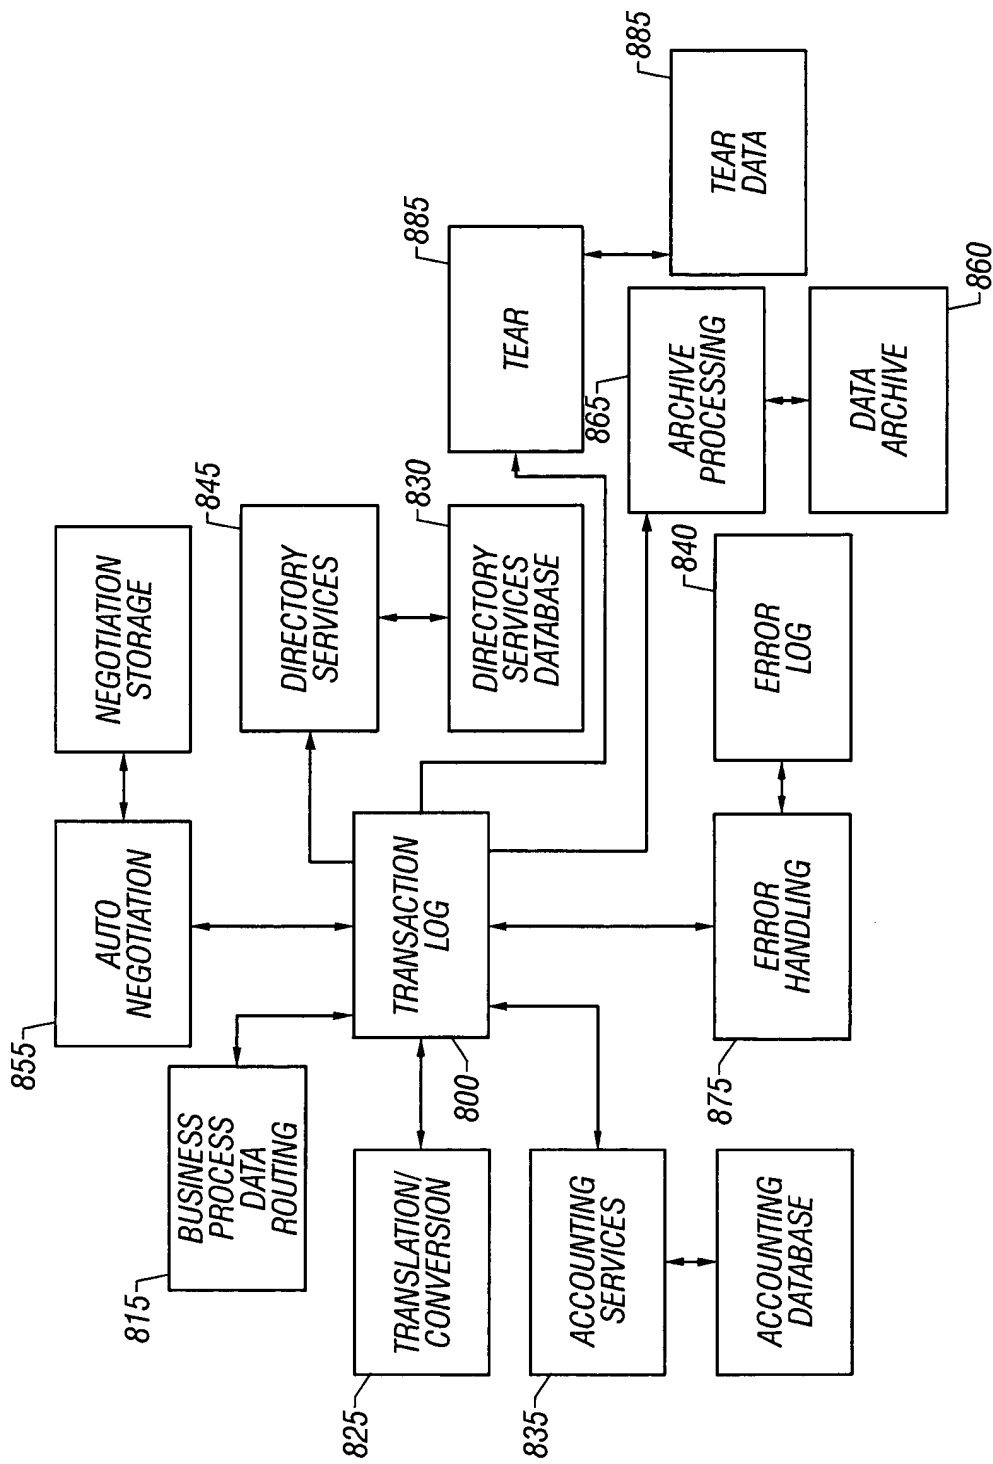 855
AUTO
NEGOTIATION
NEGOTIATION
STORAGE
815
BUSINESS
PROCESS
DATA
ROUTING
845
DIRECTORY
SERVICES
825
TRANSLATION/
CONVERSION
800
TRANSACTION
LOG
830
DIRECTORY
SERVICES
DATABASE
885
TEAR
835
ACCOUNTING
SERVICES
865
ARCHIVE
PROCESSING
885
TEAR
DATA
ACCOUNTING
DATABASE
875
ERROR
HANDLING
840
ERROR
LOG
860
DATA
ARCHIVE